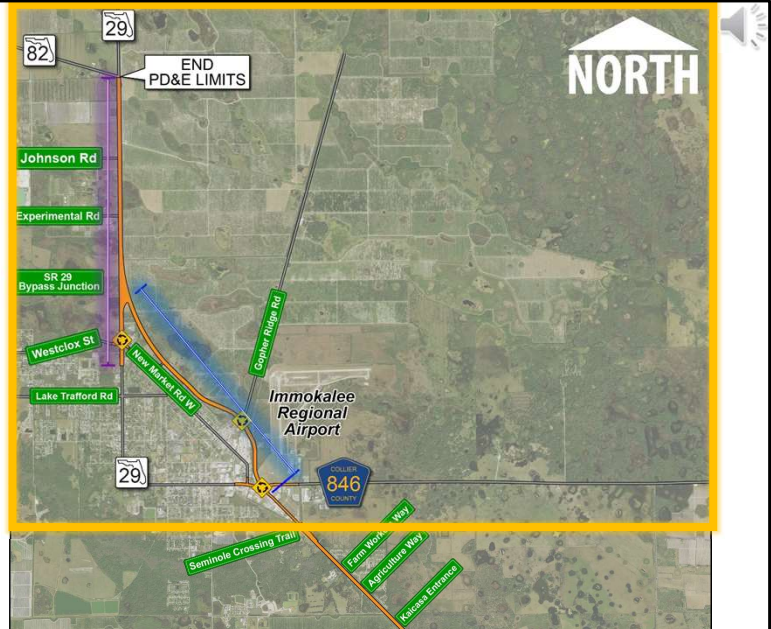 29
82
END
PD&E LIMITS
NORTH
Johnson Rd
Experimental Rd
SR 29
Bypass Junction
Gopher Ridge Rd
Westclox St
New Market Rd W
Lake Trafford Rd
Immokalee
Regional
Airport
29
COLLIER
846
COUNTY
Seminole Crossing Trail
Farm Worker Way
Agriculture Way
Kaicasa Entrance